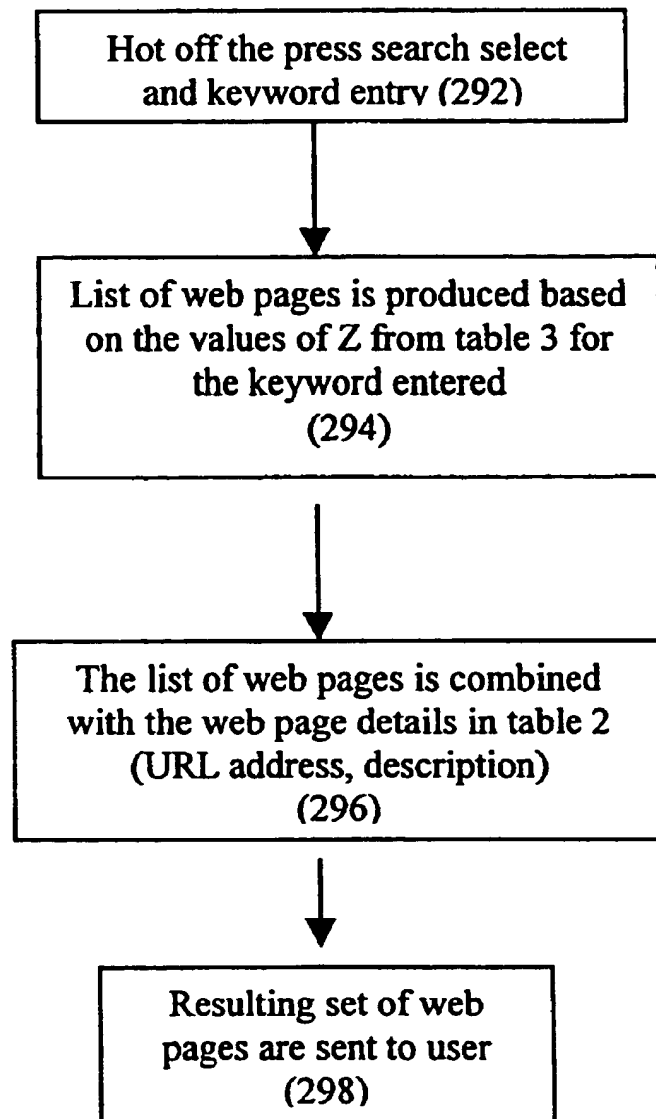 Hot off the press search select
and keyword entry (292)
List of web pages is produced based
on the values of Z from table 3 for
the keyword entered
(294)
The list of web pages is combined
with the web page details in table 2
(URL address, description)
(296)
Resulting set of web
pages are sent to user
(298)